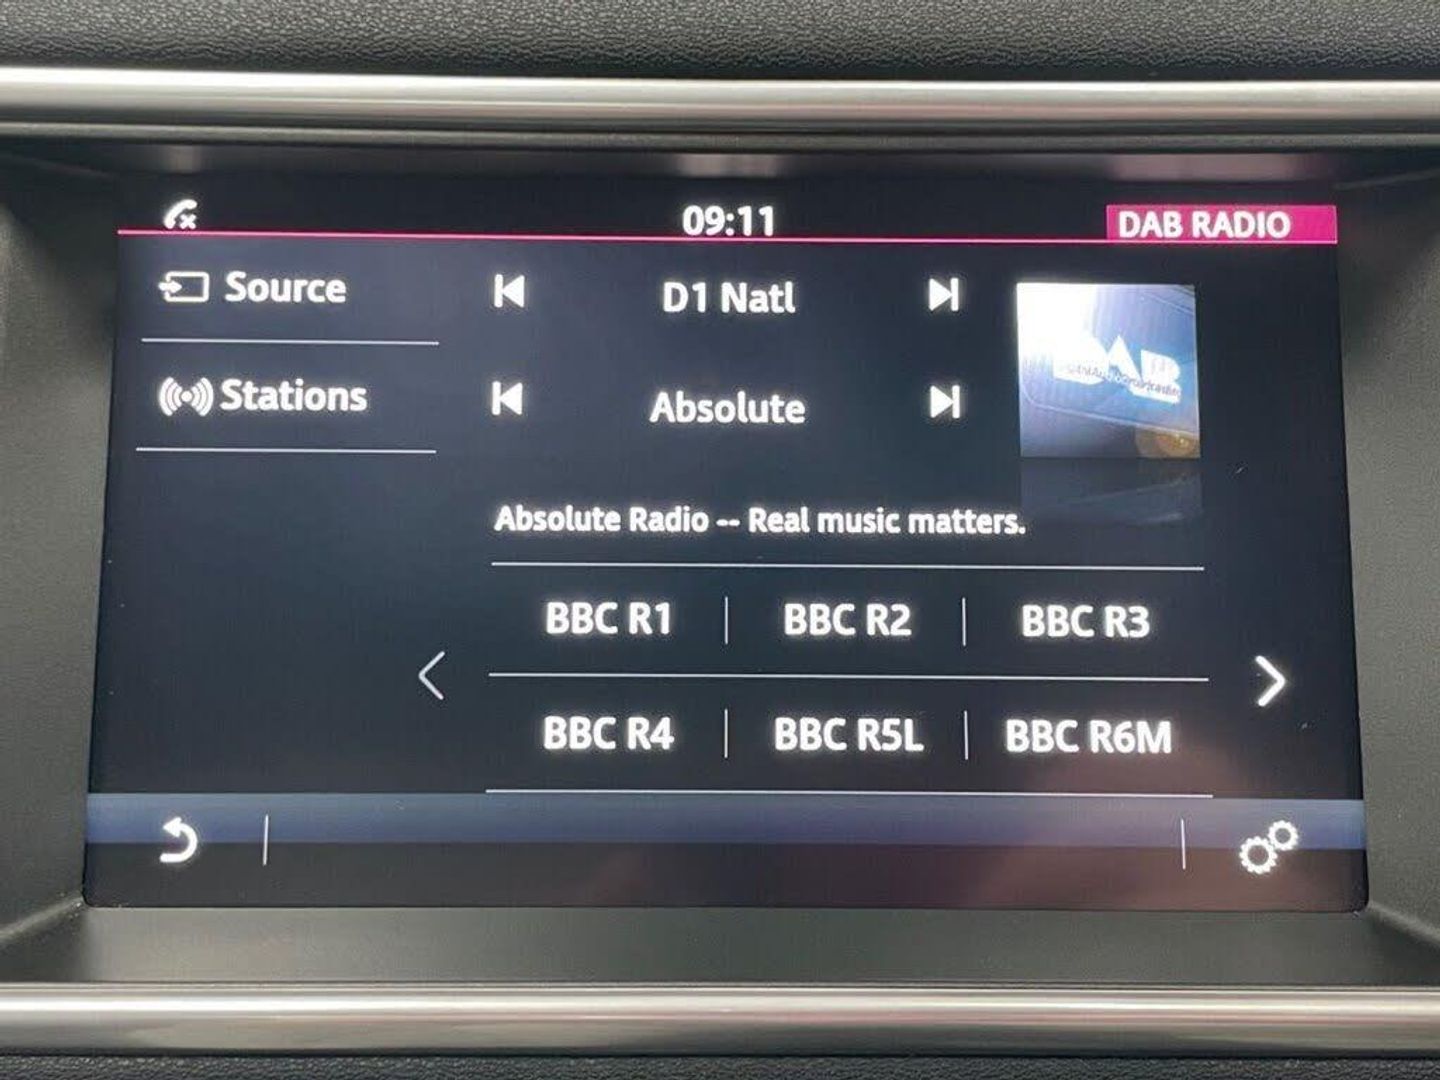 09:11
DAB RADIO
Source
D1 Natl
Stations
Absolute
DAB
Absolute Radio -- Real music matters.
BBC R1
BBC R2
BBC R3
BBC R4
BBC R5L
BBC R6M